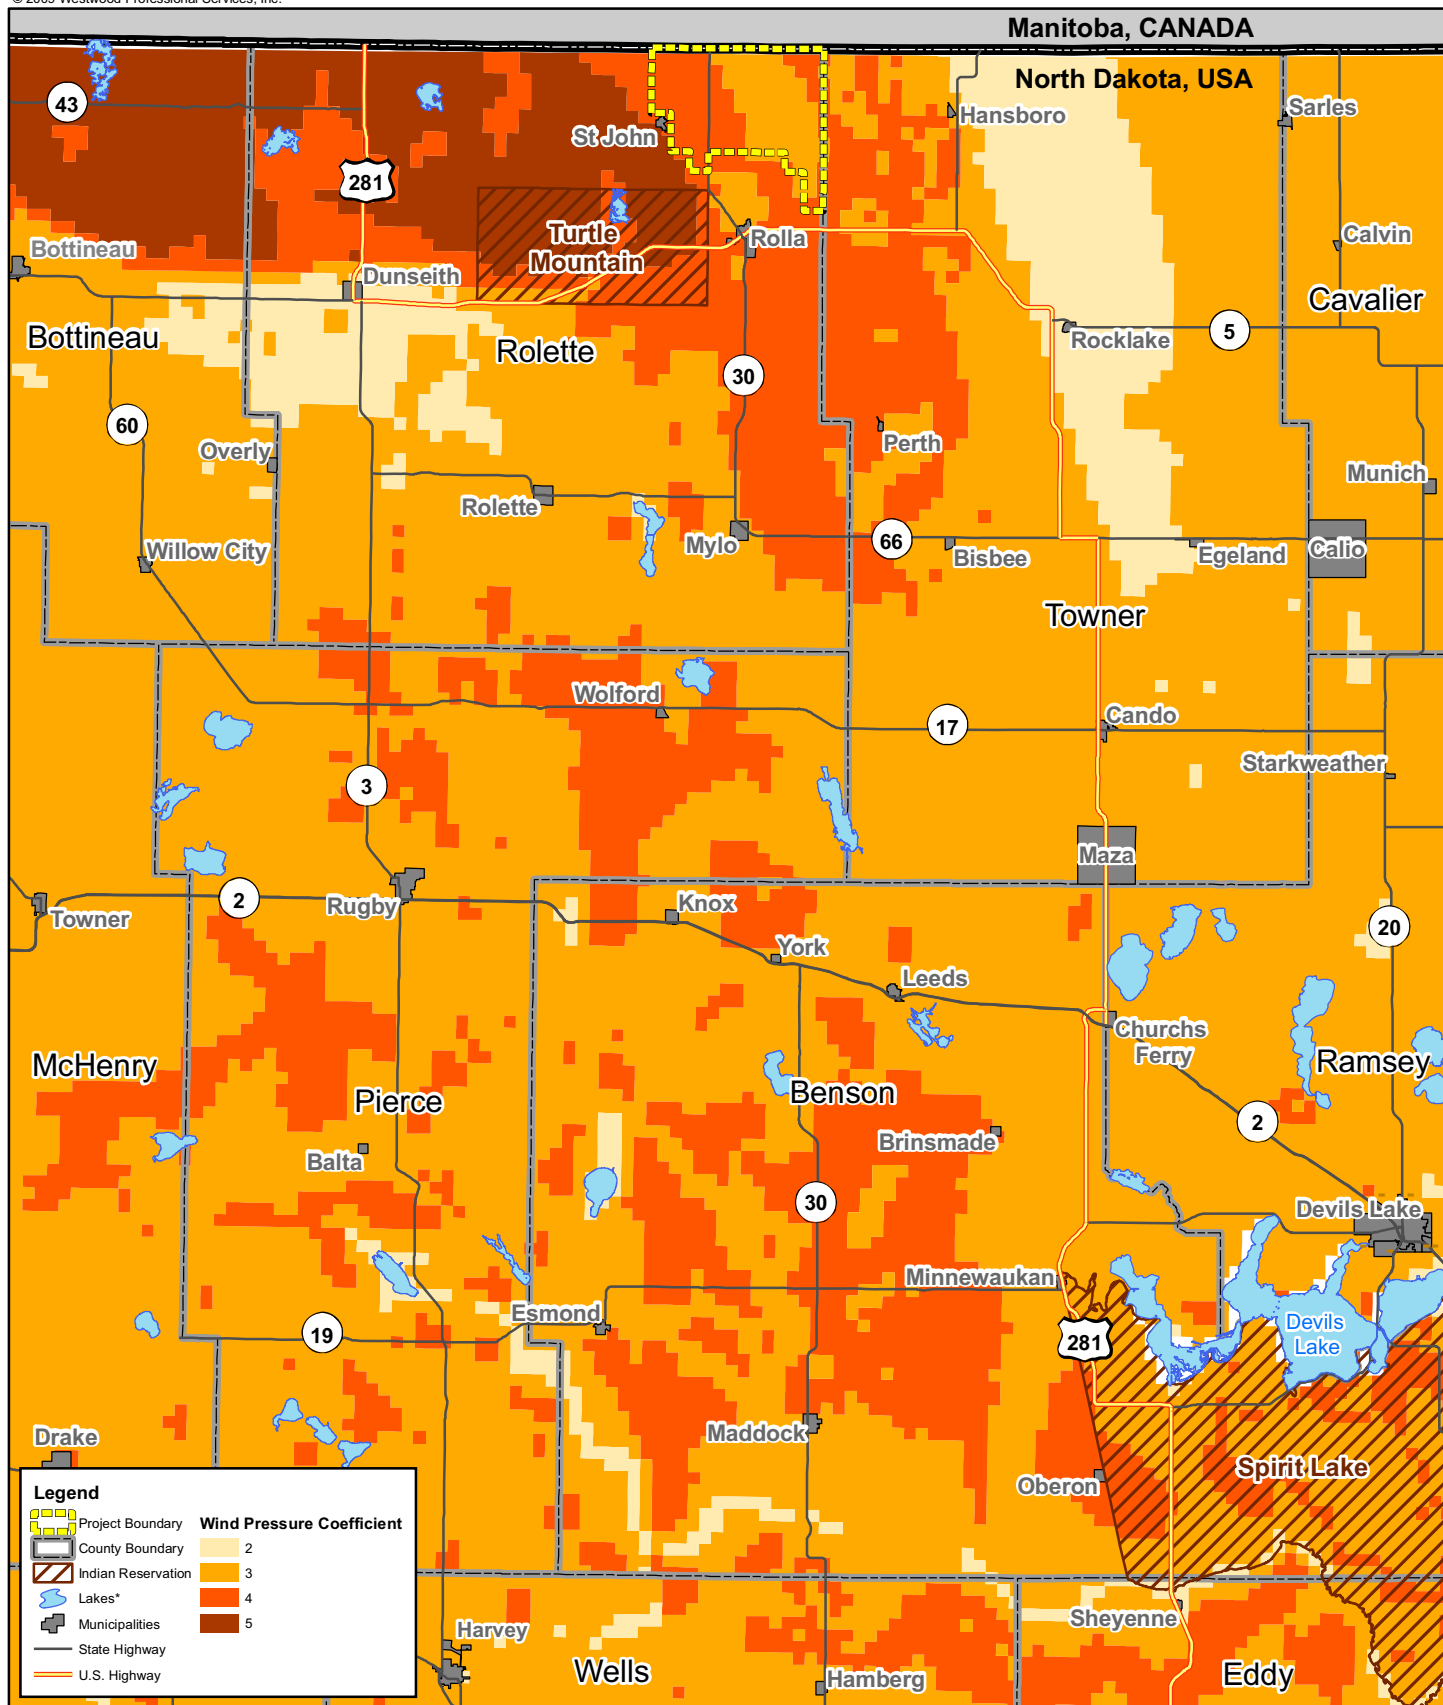 © 2009 Westwood Professional Services, Inc.
Manitoba, CANADA
North Dakota, USA
43
St John
Hansboro
Sarles
281
Turtle
Mountain
Rolla
Calvin
Bottineau
Dunseith
Cavalier
Bottineau
Rolette
Rocklake
5
30
60
Overly
Perth
Munich
Rolette
Mylo
66
Bisbee
Egeland
Calio
Willow City
Towner
Wolford
17
Cando
Starkweather
3
Maza
2
Rugby
Knox
Towner
20
York
Leeds
Churchs
Ferry
McHenry
Pierce
Benson
Ramsey
2
Brinsmade
Balta
30
Devils Lake
Minnewaukan
Esmond
19
281
Devils
Lake
Maddock
Drake
Oberon
Spirit Lake
Legend
Project Boundary
County Boundary
Indian Reservation
Lakes*
Municipalities
State Highway
U.S. Highway
Wind Pressure Coefficient
2
3
4
5
Sheyenne
Harvey
Wells
Hamberg
Eddy